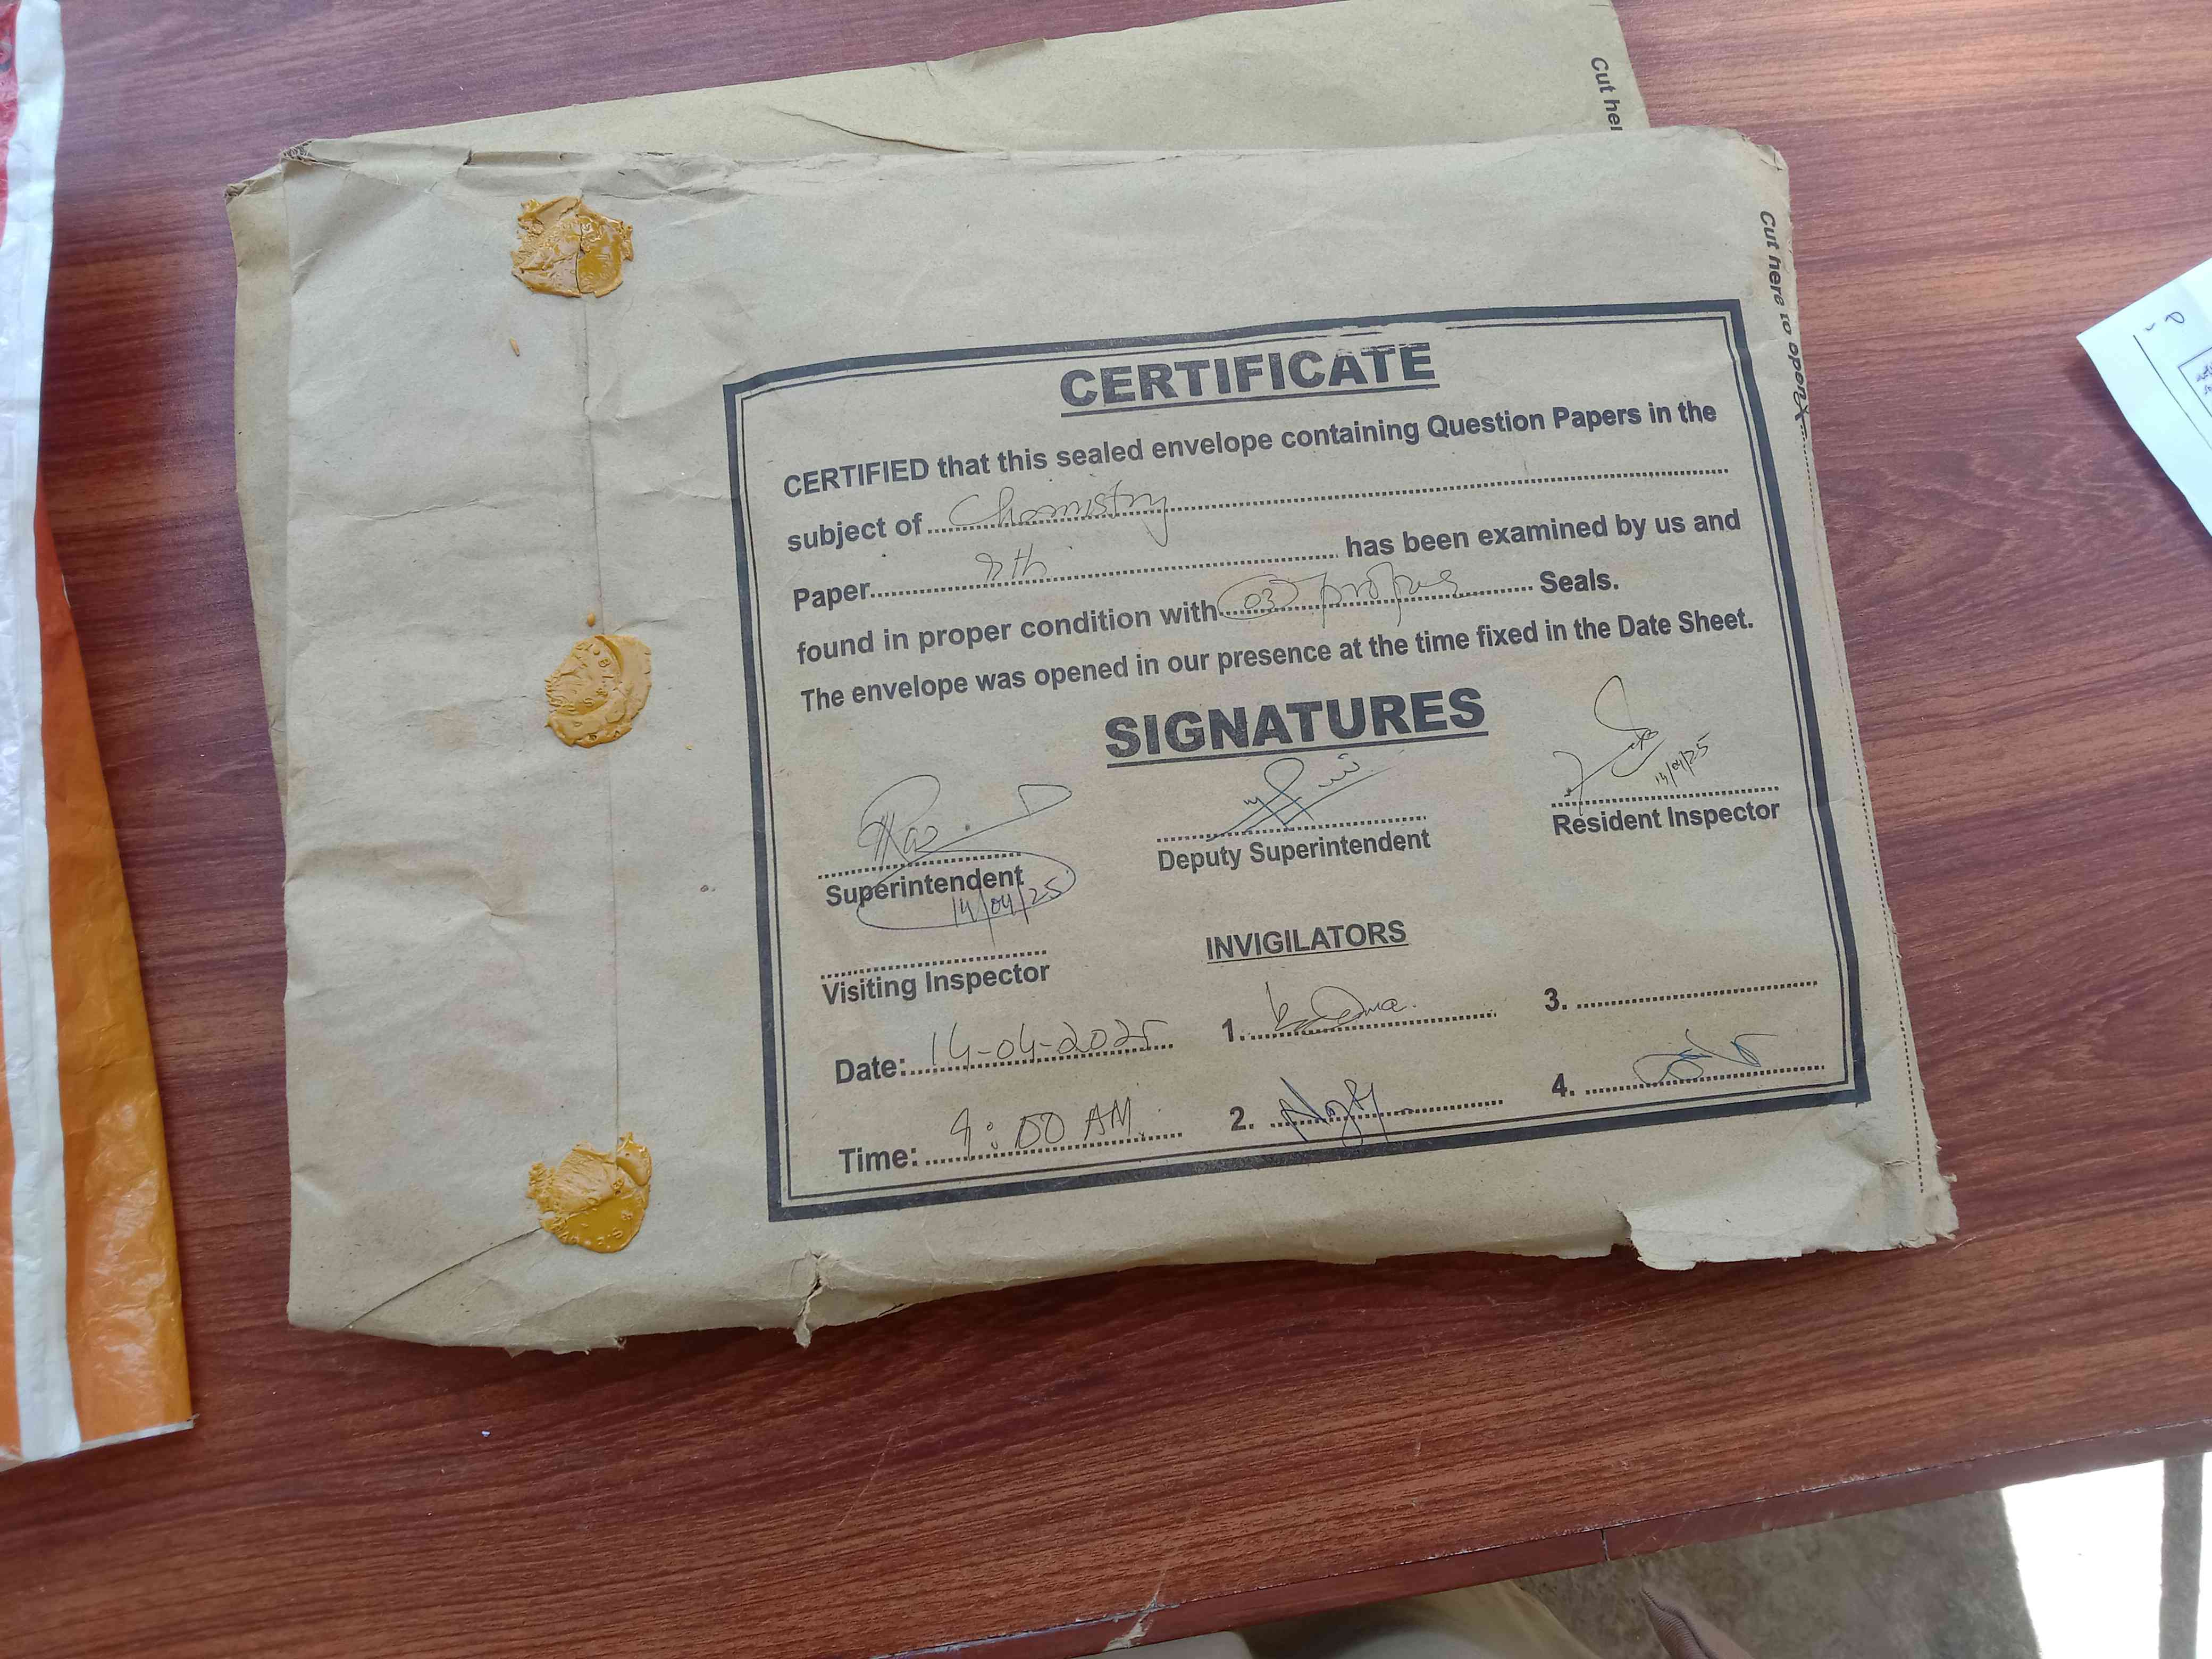 Cut her
Cut here to open
CERTIFICATE
CERTIFIED that this sealed envelope containing Question Papers in the
subject of Chemistry
Paper has been examined by us and
found in proper condition with 03 proper Seals.
The envelope was opened in our presence at the time fixed in the Date Sheet.
SIGNATURES
Superintendent
14/04/25
Deputy Superintendent
14/04/25
Resident Inspector
Visiting Inspector
INVIGILATORS
Date: 14-04-2025
1.
3.
Time: 9:00 AM
2.
4.